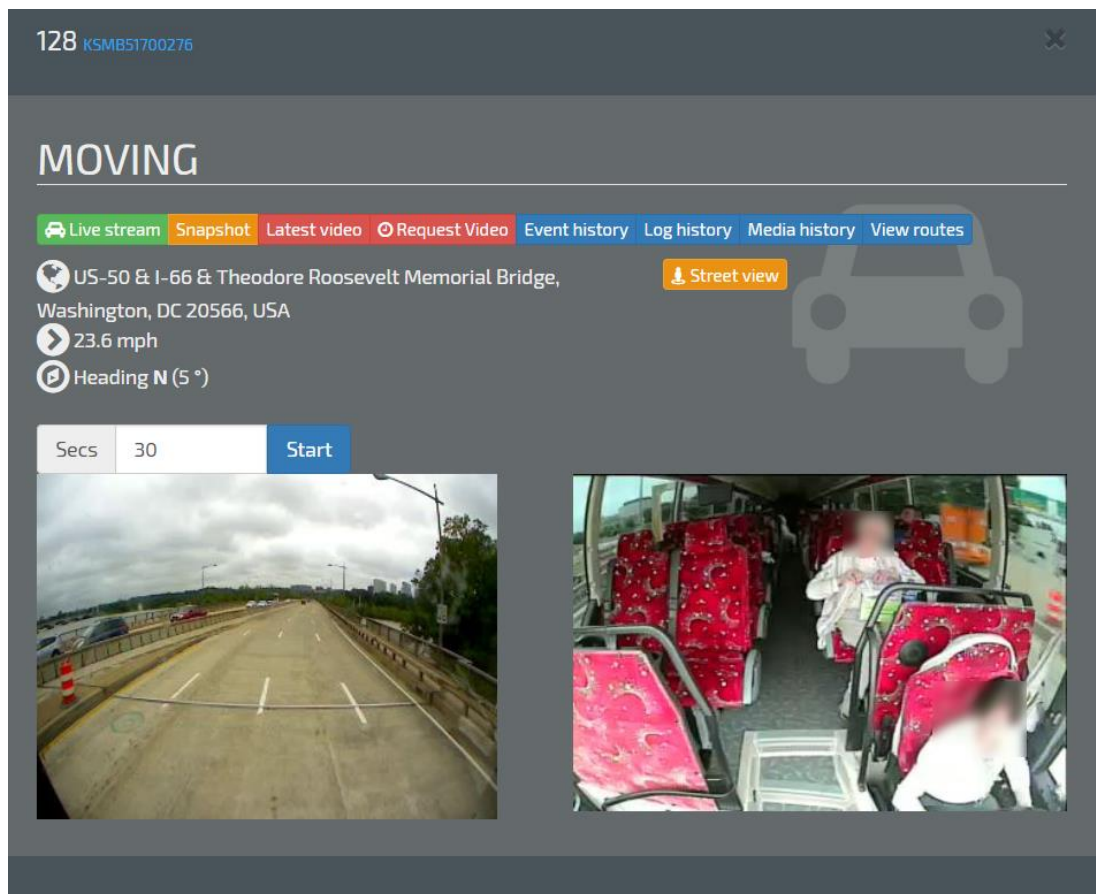 128 KSMB51700276
MOVING
Live stream Snapshot Latest video Request Video Event history Log history Media history View routes
US-50 & I-66 & Theodore Roosevelt Memorial Bridge,
Washington, DC 20566, USA
Street view
23.6 mph
Heading N (5 °)
Secs 30 Start